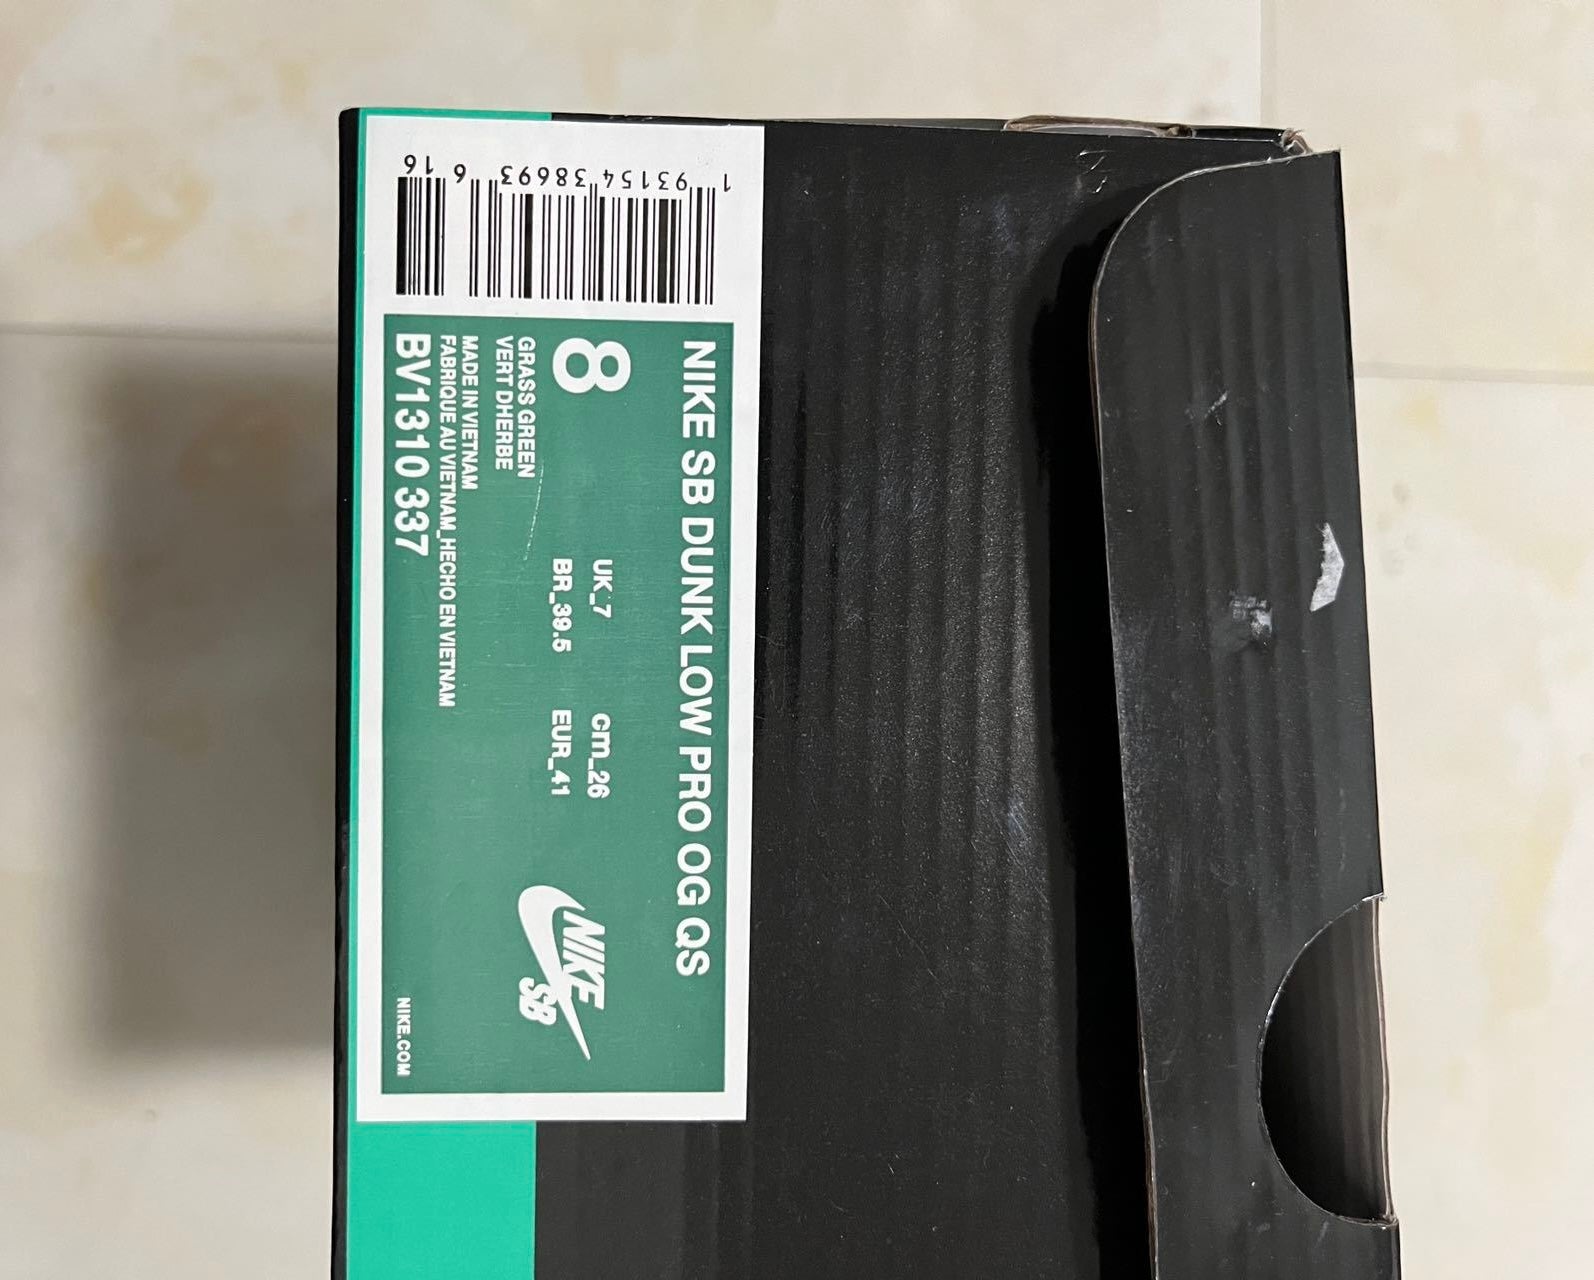 NIKE SB DUNK LOW PRO OG QS
8
UK_7
cm_26
BR_39.5
EUR_41
NIKE
SB
GRASS GREEN
VERT DHERBE
MADE IN VIETNAM
FABRIQUE AU VIETNAM_HECHO EN VIETNAM
BV1310 337
NIKE.COM
1 93154 38693 6 16